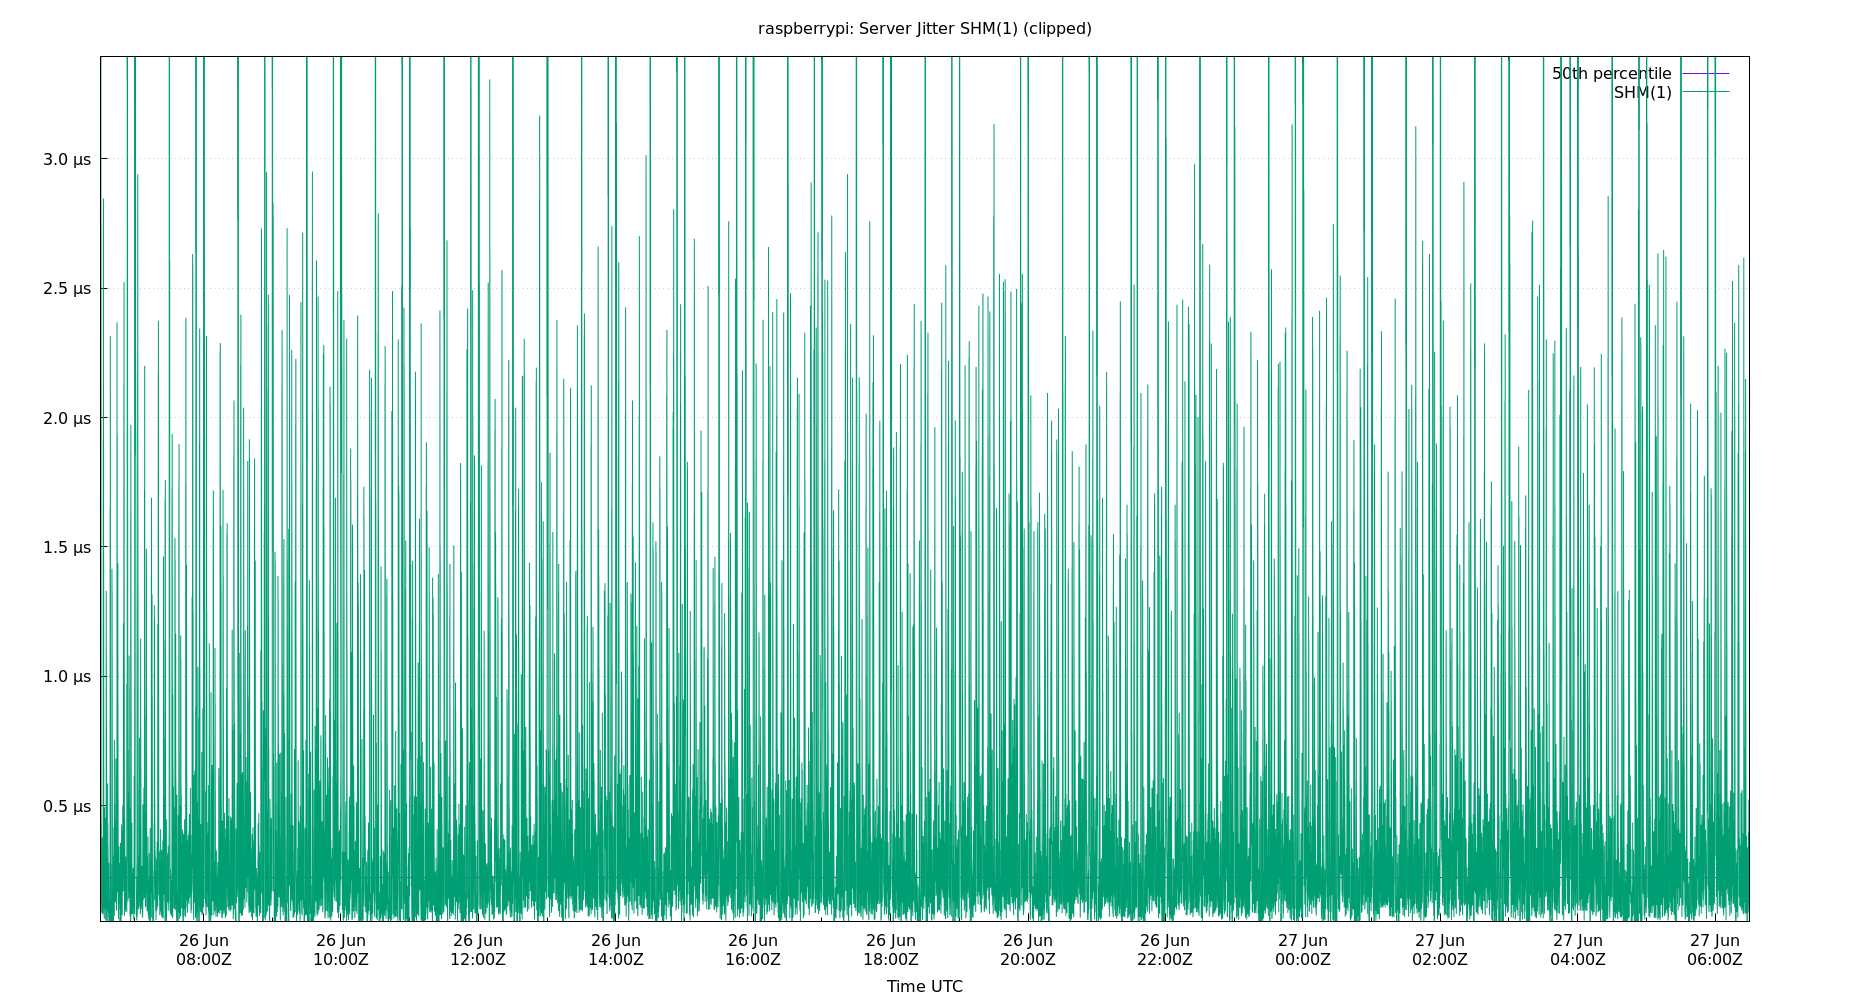 raspberrypi: Server Jitter SHM(1) (clipped)
50th percentile
SHM(1)
3.0 μs
2.5 μs
2.0 μs
1.5 μs
1.0 μs
0.5 μs
26 Jun 26 Jun 26 Jun 26 Jun 26 Jun 26 Jun 26 Jun 26 Jun 27 Jun 27 Jun 27 Jun 27 Jun
08:00Z 10:00Z 12:00Z 14:00Z 16:00Z 18:00Z 20:00Z 22:00Z 00:00Z 02:00Z 04:00Z 06:00Z
Time UTC